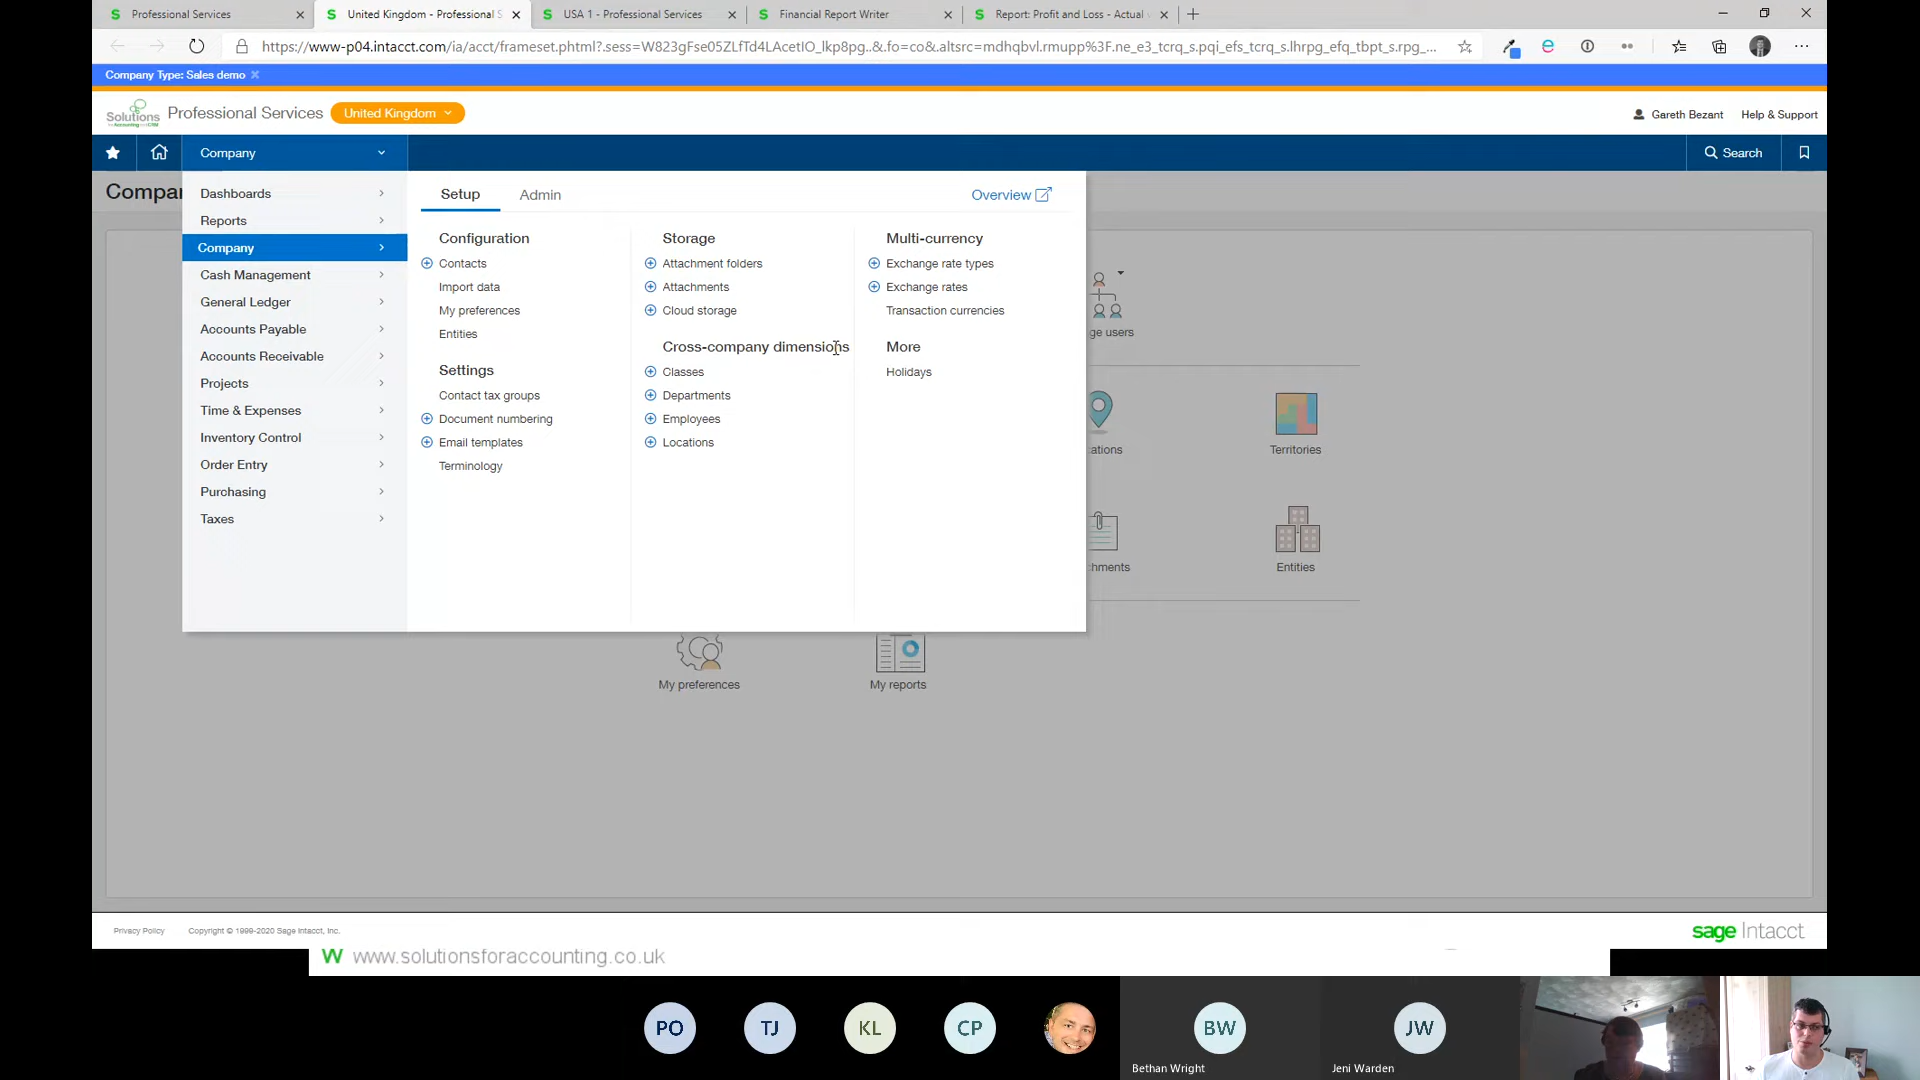 Professional Services
United Kingdom - Professional S
USA 1 - Professional Services
Financial Report Writer
Report: Profit and Loss - Actual
https://www-p04.intacct.com/ia/acct/frameset.phtml?.sess=W823gFse05ZLfTd4LAcetIO_lkp8pg..&.fo=co&.altsrc=mdhqbvl.rmupp%3F.ne_e3_tcrq_s.pqi_efs_tcrq_s.lhrpg_efq_tbpt_s.rpg_...
Company Type: Sales demo
Solutions
Professional Services
United Kingdom
Gareth Bezant
Help & Support
Company
Search
Compan
Dashboards
Reports
Company
Cash Management
General Ledger
Accounts Payable
Accounts Receivable
Projects
Time & Expenses
Inventory Control
Order Entry
Purchasing
Taxes
Setup
Admin
Overview
Configuration
Contacts
Import data
My preferences
Entities
Settings
Contact tax groups
Document numbering
Email templates
Terminology
Storage
Attachment folders
Attachments
Cloud storage
Cross-company dimensions
Classes
Departments
Employees
Locations
Multi-currency
Exchange rate types
Exchange rates
Transaction currencies
More
Holidays
ge users
ations
Territories
hments
Entities
My preferences
My reports
Privacy Policy
Copyright © 1999-2020 Sage Intacct, Inc.
sage Intacct
W www.solutionsforaccounting.co.uk
PO
TJ
KL
CP
BW
JW
Bethan Wright
Jeni Warden